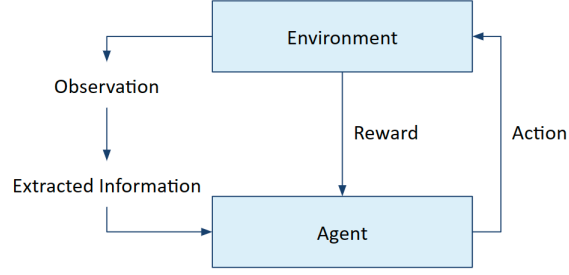 Environment
Observation
Reward
Action
Extracted Information
Agent